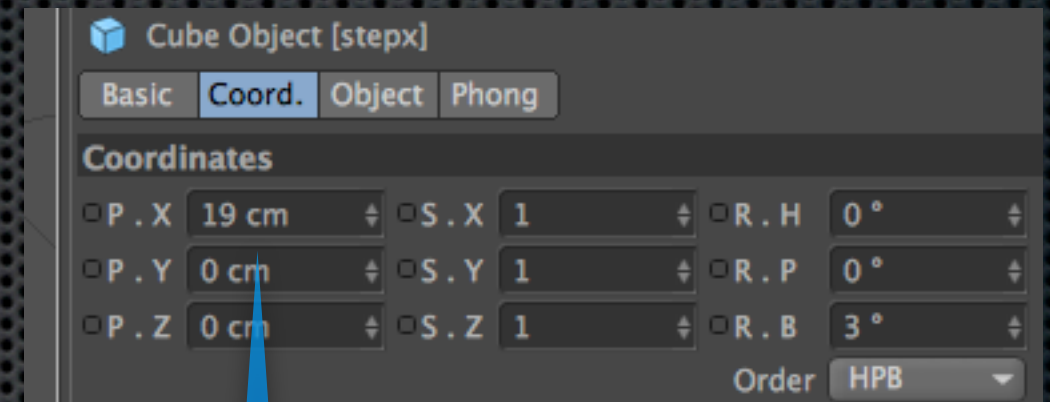 Cube Object [stepx]
Basic Coord. Object Phong
Coordinates
P . X 19 cm S . X 1 R . H 0 °
P . Y 0 cm S . Y 1 R . P 0 °
P . Z 0 cm S . Z 1 R . B 3 °
Order HPB